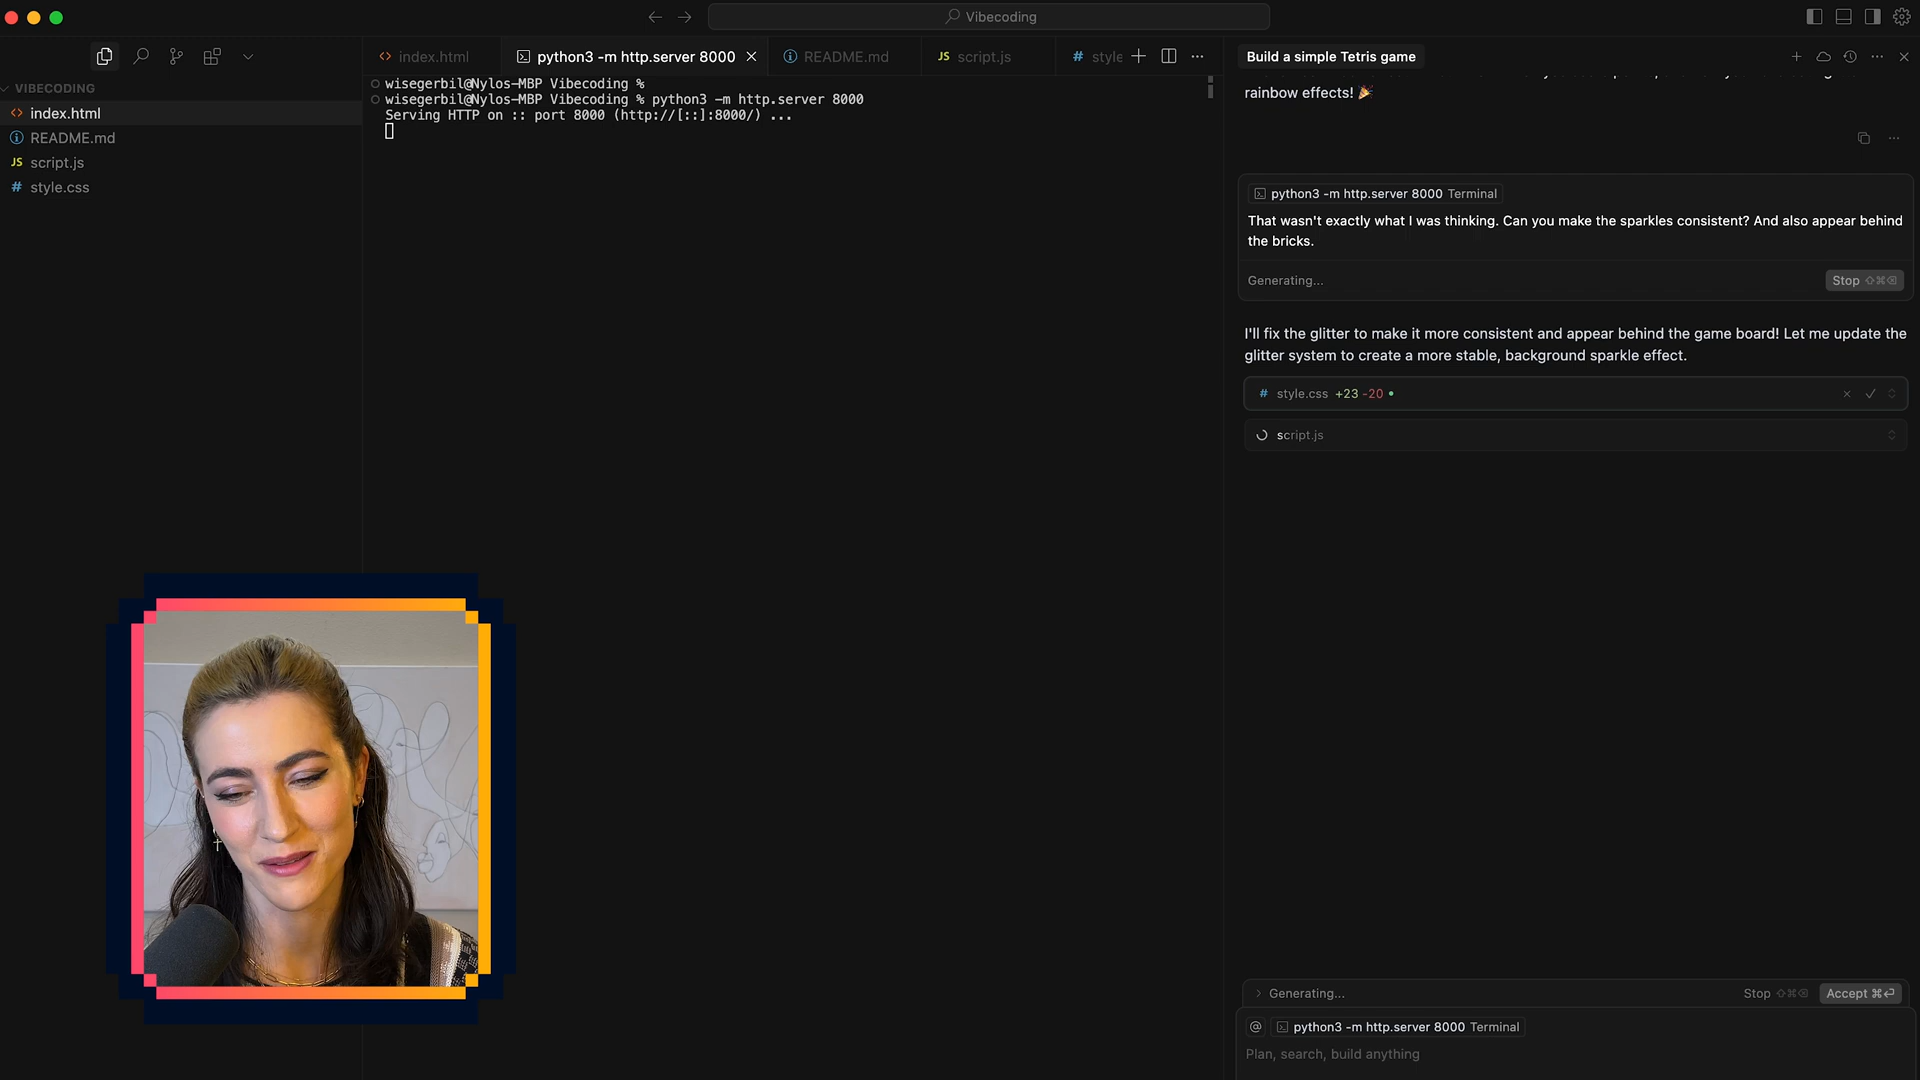 Vibecoding
index.html
python3 -m http.server 8000
README.md
script.js
style
Build a simple Tetris game
VIBECODING
index.html
README.md
script.js
style.css
wisegerbil@Nylos-MBP Vibecoding %
wisegerbil@Nylos-MBP Vibecoding % python3 -m http.server 8000
Serving HTTP on :: port 8000 (http://[::]:8000/) ...
rainbow effects! 🎉
python3 -m http.server 8000 Terminal
That wasn't exactly what I was thinking. Can you make the sparkles consistent? And also appear behind
the bricks.
Generating...
Stop ⇧⌘⌫
I'll fix the glitter to make it more consistent and appear behind the game board! Let me update the
glitter system to create a more stable, background sparkle effect.
# style.css +23 -20
script.js
Generating...
Stop ⇧⌘⌫
Accept ⌘⏎
@ python3 -m http.server 8000 Terminal
Plan, search, build anything